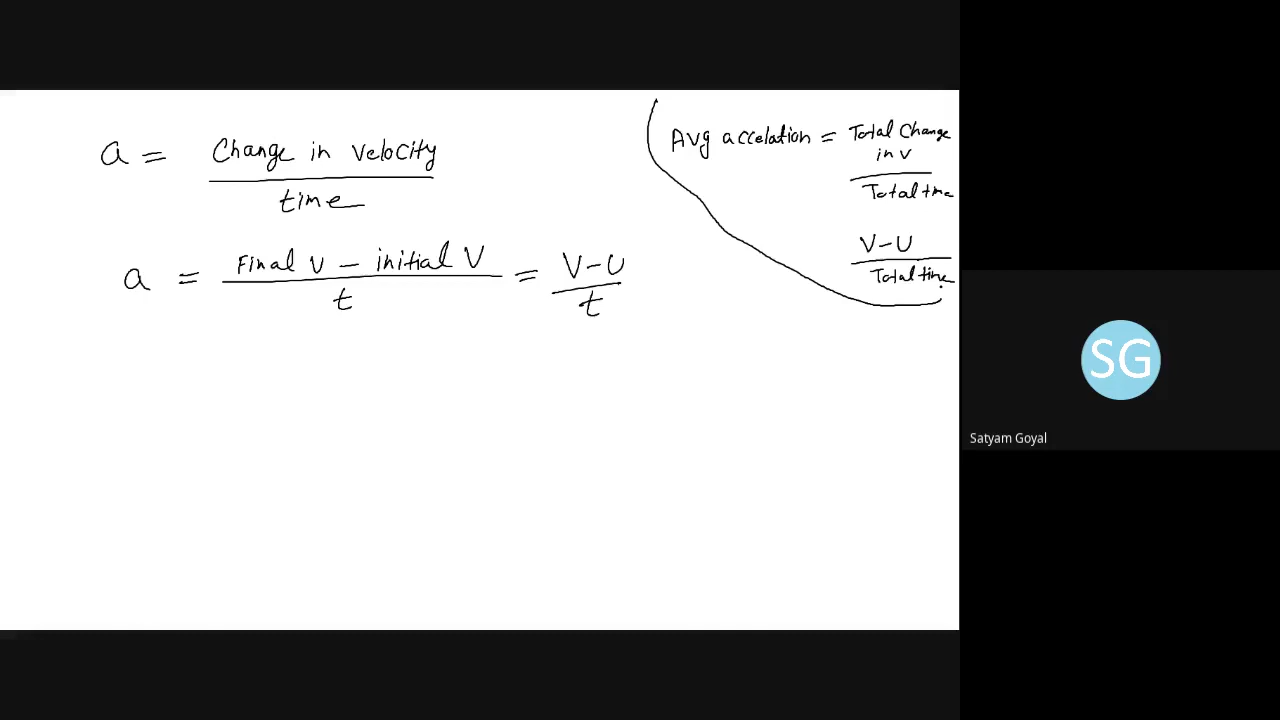 a = Change in velocity
time
a = Final v - initial V = V-U
t t
Avg accelation = Total Change
in v
Total time
V-U
Total time
SG
Satyam Goyal